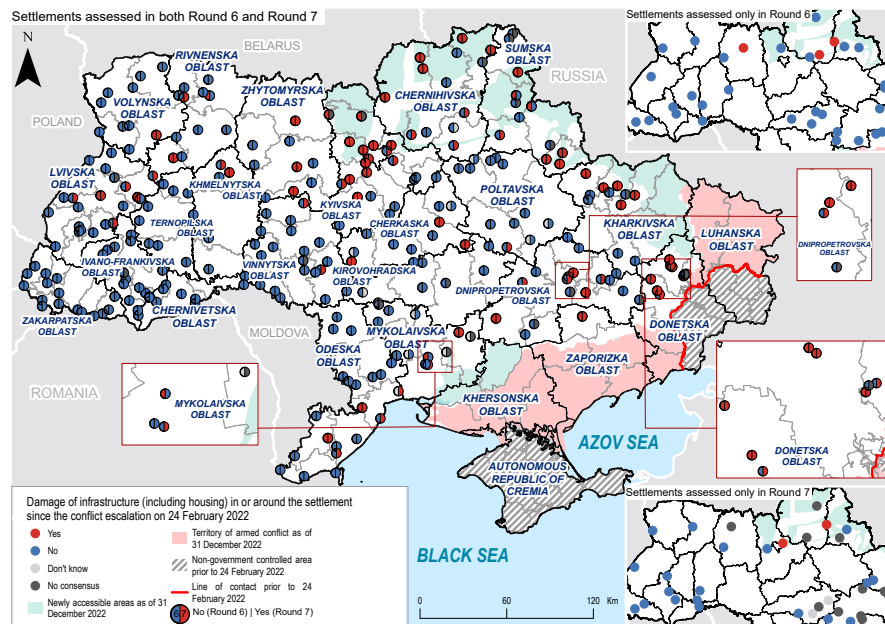 Settlements assessed in both Round 6 and Round 7
Settlements assessed only in Round 6
N
BELARUS
RUSSIA
POLAND
MOLDOVA
ROMANIA
RIVNENSKA
OBLAST
VOLYNSKA
OBLAST
ZHYTOMYRSKA
OBLAST
CHERNIHIVSKA
OBLAST
SUMSKA
OBLAST
LVIVSKA
OBLAST
KHMELNYTSKA
OBLAST
TERNOPILSKA
OBLAST
KYIVSKA
OBLAST
POLTAVSKA
OBLAST
CHERKASKA
OBLAST
KHARKIVSKA
OBLAST
LUHANSKA
OBLAST
IVANO-FRANKIVSKA
OBLAST
VINNYTSKA
OBLAST
KIROVOHRADSKA
OBLAST
DNIPROPETROVSKA
OBLAST
DNIPROPETROVSKA
OBLAST
ZAKARPATSKA
OBLAST
CHERNIVETSKA
OBLAST
ODESKA
OBLAST
MYKOLAIVSKA
OBLAST
DONETSKA
OBLAST
ZAPORIZKA
OBLAST
KHERSONSKA
OBLAST
MYKOLAIVSKA
OBLAST
DONETSKA
OBLAST
AUTONOMOUS
REPUBLIC OF
CREMIA
AZOV SEA
BLACK SEA
Settlements assessed only in Round 7
Damage of infrastructure (including housing) in or around the settlement
since the conflict escalation on 24 February 2022
Yes
No
Don't know
No consensus
Newly accessible areas as of 31
December 2022
Territory of armed conflict as of
31 December 2022
Non-government controlled area
prior to 24 February 2022
Line of contact prior to 24
February 2022
6 7 No (Round 6) | Yes (Round 7)
0 60 120 Km